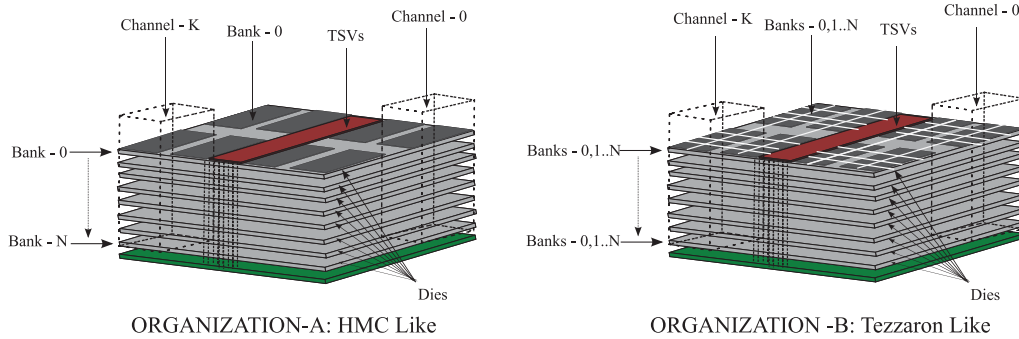 Channel - K
Bank - 0
TSVs
Channel - 0
Bank - 0
Bank - N
Dies
ORGANIZATION-A: HMC Like
Channel - K
Banks - 0,1..N
TSVs
Channel - 0
Banks - 0,1..N
Banks - 0,1..N
Dies
ORGANIZATION -B: Tezzaron Like